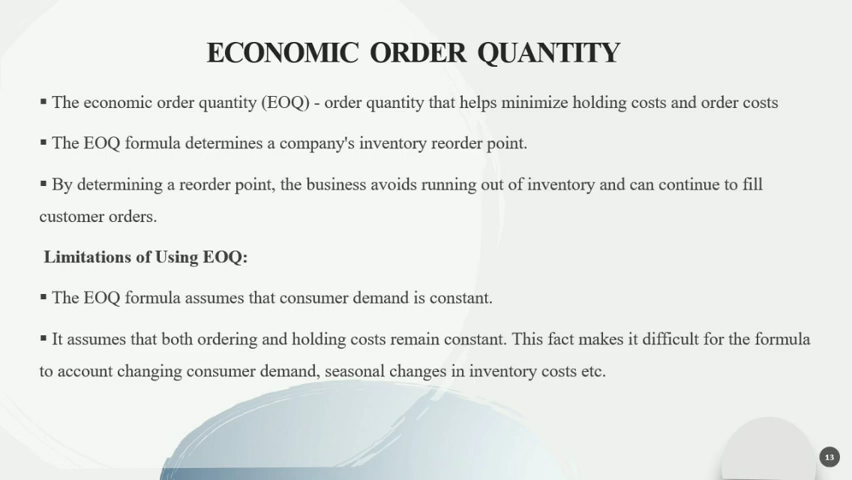 ECONOMIC ORDER QUANTITY
▪ The economic order quantity (EOQ) - order quantity that helps minimize holding costs and order costs
▪ The EOQ formula determines a company's inventory reorder point.
▪ By determining a reorder point, the business avoids running out of inventory and can continue to fill
customer orders.
Limitations of Using EOQ:
▪ The EOQ formula assumes that consumer demand is constant.
▪ It assumes that both ordering and holding costs remain constant. This fact makes it difficult for the formula
to account changing consumer demand, seasonal changes in inventory costs etc.
13